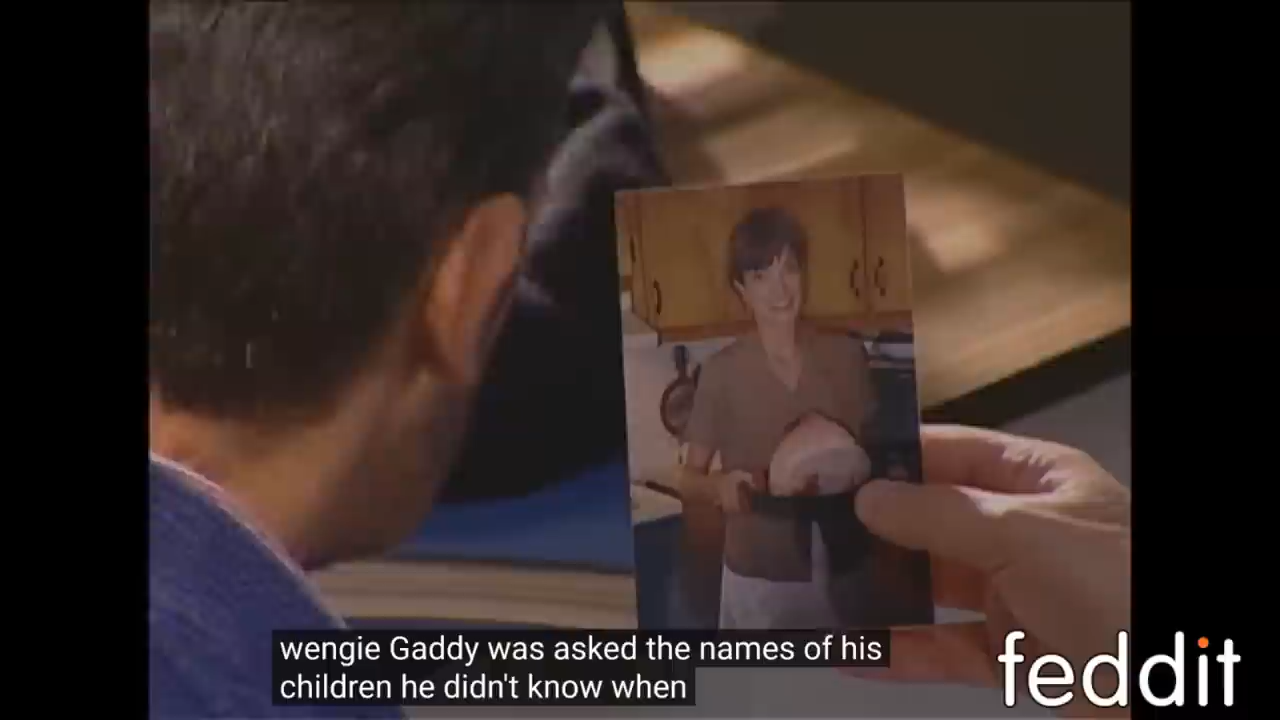 wengie Gaddy was asked the names of his
children he didn't know when
feddit